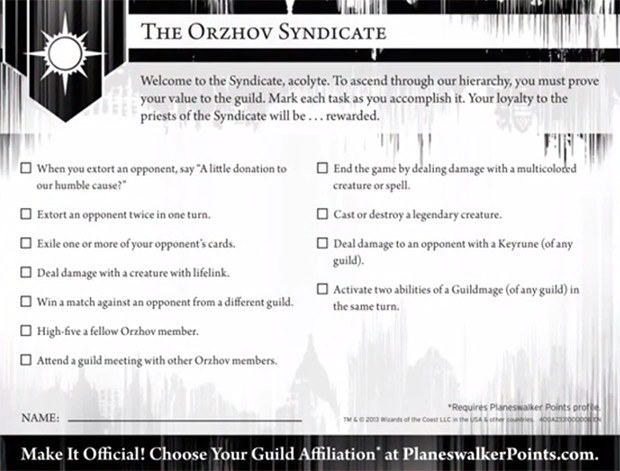 The Orzhov Syndicate
Welcome to the Syndicate, acolyte. To ascend through our hierarchy, you must prove
your value to the guild. Mark each task as you accomplish it. Your loyalty to the
priests of the Syndicate will be . . . rewarded.
When you extort an opponent, say “A little donation to
our humble cause?”
Extort an opponent twice in one turn.
Exile one or more of your opponent’s cards.
Deal damage with a creature with lifelink.
Win a match against an opponent from a different guild.
High-five a fellow Orzhov member.
Attend a guild meeting with other Orzhov members.
End the game by dealing damage with a multicolored
creature or spell.
Cast or destroy a legendary creature.
Deal damage to an opponent with a Keyrune (of any
guild).
Activate two abilities of a Guildmage (of any guild) in
the same turn.
NAME:
*Requires Planeswalker Points profile.
TM & © 2013 Wizards of the Coast LLC in the USA & other countries.
Make It Official! Choose Your Guild Affiliation* at PlaneswalkerPoints.com.